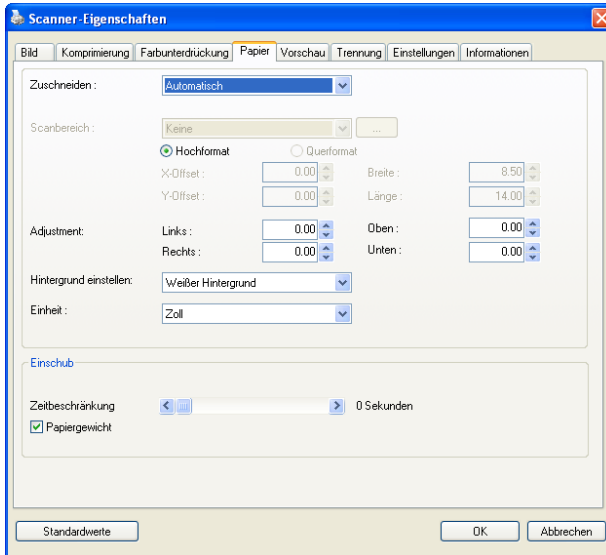 Scanner-Eigenschaften
Bild Komprimierung Farbunterdrückung Papier Vorschau Trennung Einstellungen Informationen
Zuschneiden : Automatisch
Scanbereich : Keine ...
Hochformat Querformat
X-Offset : 0.00 Breite : 8.50
Y-Offset : 0.00 Länge : 14.00
Adjustment: Links : 0.00 Oben : 0.00
Rechts : 0.00 Unten : 0.00
Hintergrund einstellen: Weißer Hintergrund
Einheit : Zoll
Einschub
Zeitbeschränkung 0 Sekunden
Papiergewicht
Standardwerte OK Abbrechen